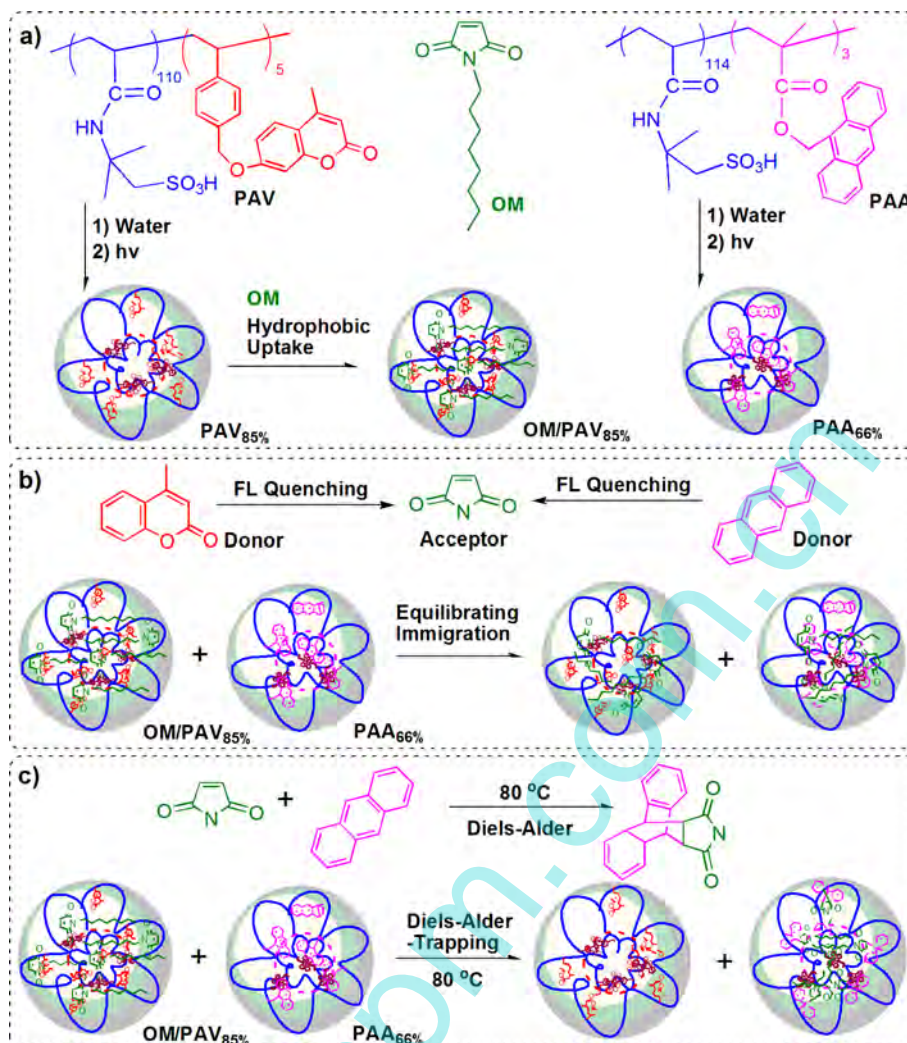 a)
110
5
O
HN
SO3H
O
O
O
PAV
O
O
N
OM
114
3
O
HN
SO3H
O
O
PAA
1) Water
2) hv
1) Water
2) hv
OM
Hydrophobic
Uptake
PAV85%
OM/PAV85%
PAA66%
b)
FL Quenching
FL Quenching
O
O
Donor
O
O
N
Acceptor
Donor
+
Equilibrating
Immigration
+
OM/PAV85%
PAA66%
c)
O
O
N
+
80 °C
Diels-Alder
O
N
O
+
Diels-Alder
-Trapping
80 °C
+
OM/PAV85%
PAA66%